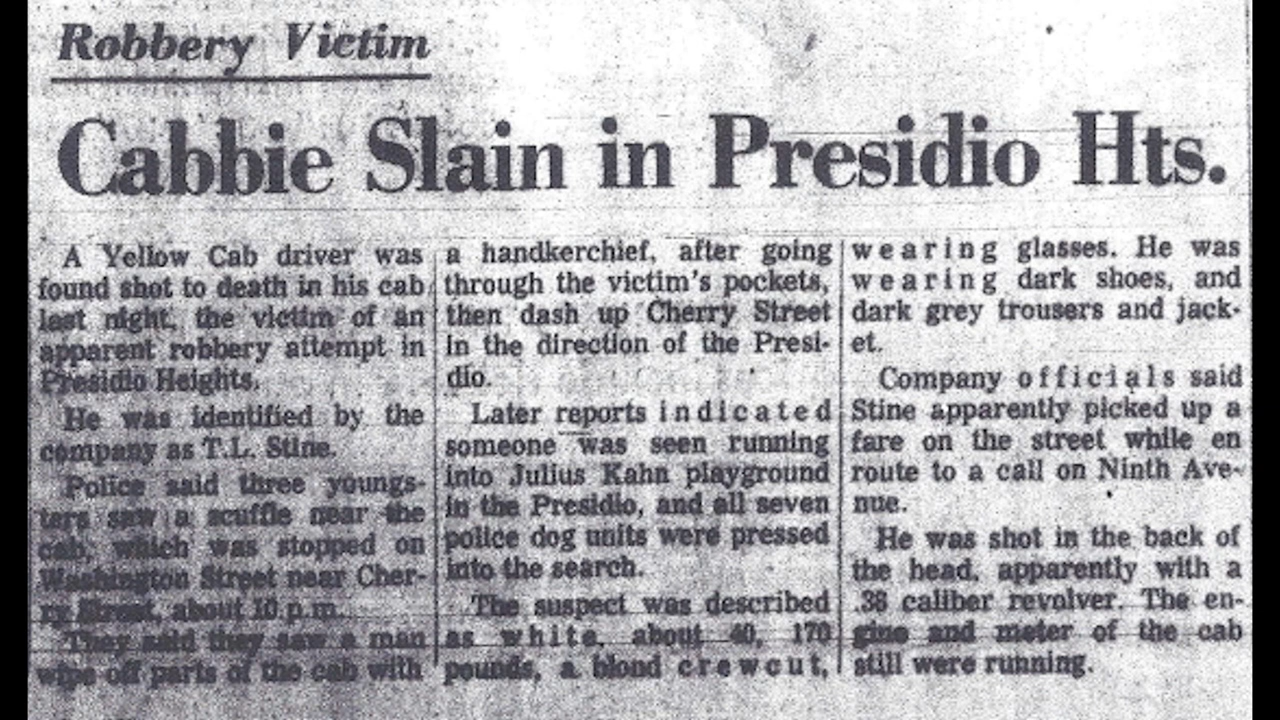 Robbery Victim
Cabbie Slain in Presidio Hts.
A Yellow Cab driver was
found shot to death in his cab
last night, the victim of an
apparent robbery attempt in
Presidio Heights.
He was identified by the
company as T.L. Stine.
Police said three youngs-
ters saw a scuffle near the
cab, which was stopped on
Washington Street near Cher-
ry Street, about 10 p.m.
They said they saw a man
wipe off parts of the cab with
a handkerchief, after going
through the victim's pockets,
then dash up Cherry Street
in the direction of the Presi-
dio.
Later reports indicated
someone was seen running
into Julius Kahn playground
in the Presidio, and all seven
police dog units were pressed
into the search.
The suspect was described
as white, about 40, 170
pounds, a blond crewcut,
wearing glasses. He was
wearing dark shoes, and
dark grey trousers and jack-
et.
Company officials said
Stine apparently picked up a
fare on the street while en
route to a call on Ninth Ave-
nue.
He was shot in the back of
the head, apparently with a
caliber revolver. The en-
gine and meter of the cab
still were running.